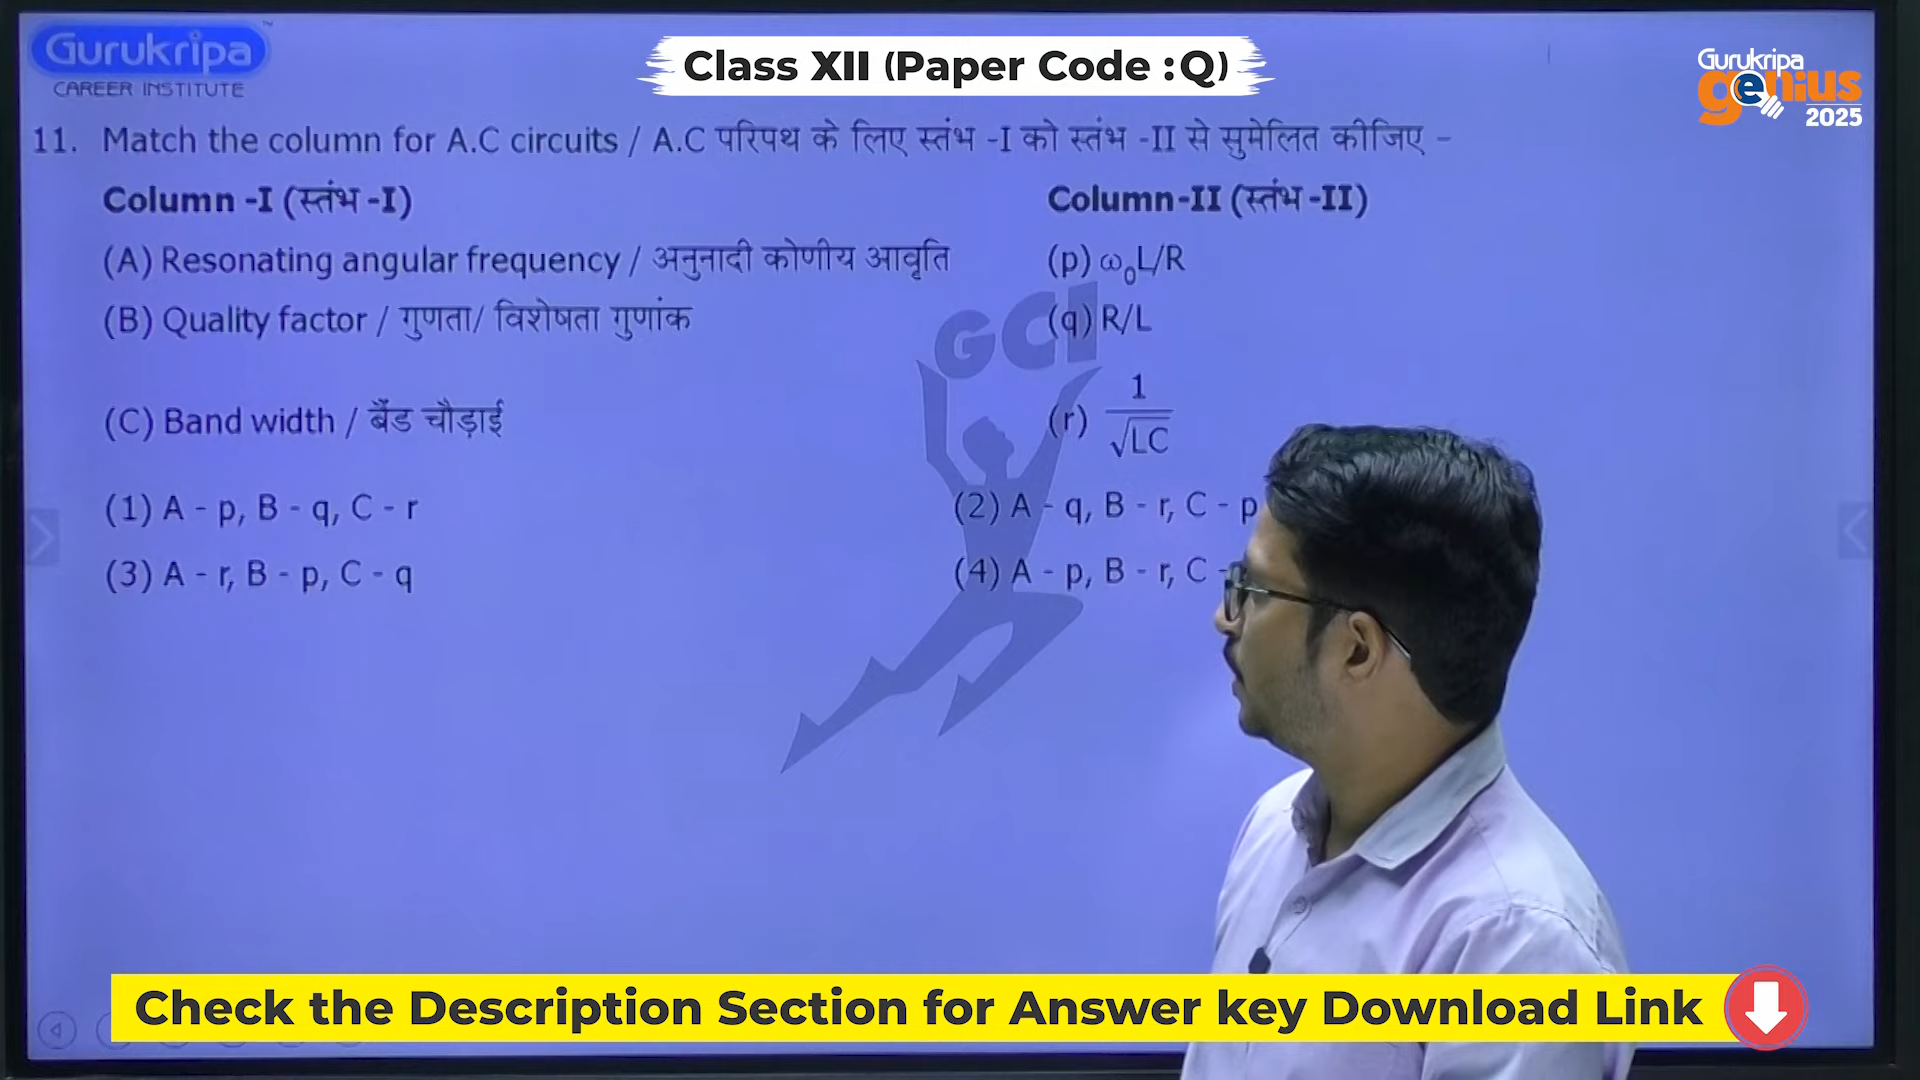 Gurukripa
CAREER INSTITUTE
Class XII (Paper Code :Q)
Gurukripa
genius
2025
11. Match the column for A.C circuits / A.C परिपथ के लिए स्तंभ -I को स्तंभ -II से सुमेलित कीजिए -
Column -I (स्तंभ -I) Column-II (स्तंभ -II)
(A) Resonating angular frequency / अनुनादी कोणीय आवृति (p) ω₀L/R
(B) Quality factor / गुणता/ विशेषता गुणांक (q) R/L
(C) Band width / बैंड चौड़ाई (r) 1/√LC
(1) A - p, B - q, C - r (2) A - q, B - r, C - p
(3) A - r, B - p, C - q (4) A - p, B - r, C -
GCI
Check the Description Section for Answer key Download Link